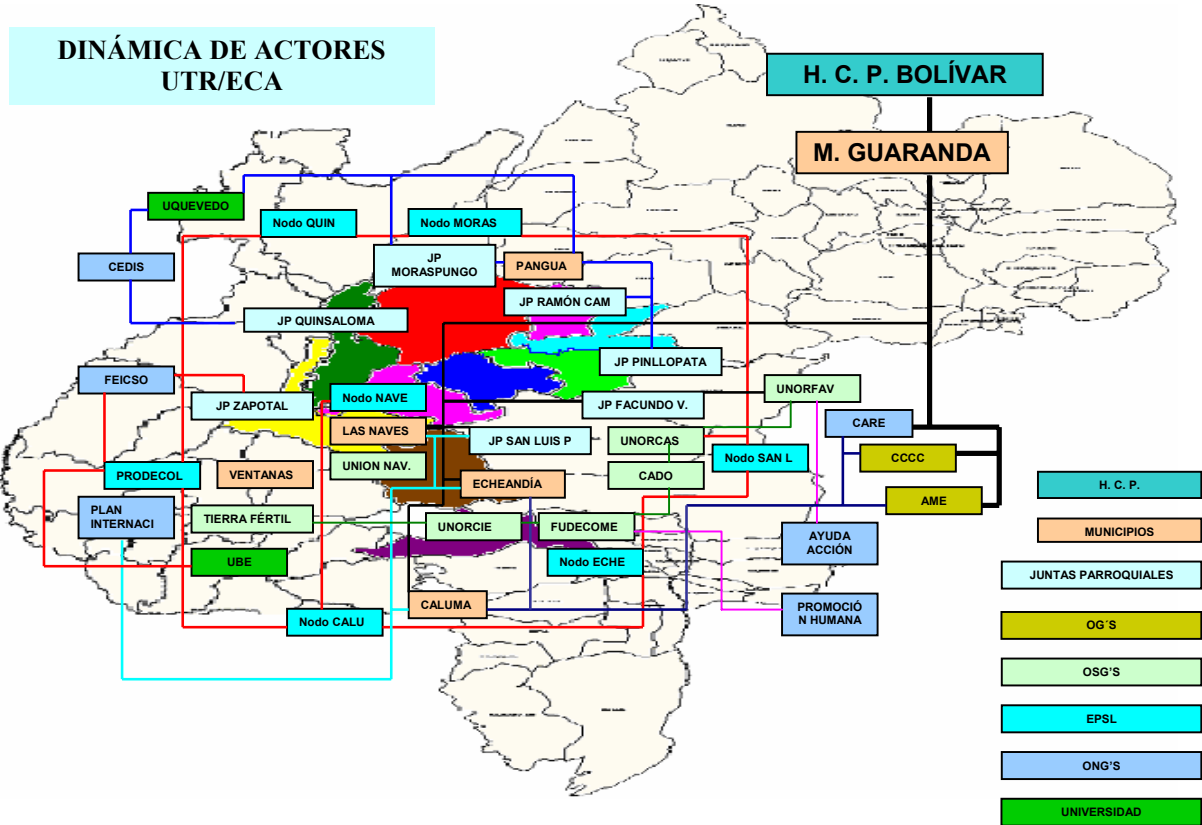 DINÁMICA DE ACTORES
UTR/ECA
H. C. P. BOLÍVAR
M. GUARANDA
UQUEVEDO
Nodo QUIN
Nodo MORAS
CEDIS
JP
MORASPUNGO
PANGUA
JP RAMÓN CAM
JP QUINSALOMA
JP PINLLOPATA
FEICSO
UNORFAV
JP ZAPOTAL
Nodo NAVE
JP FACUNDO V.
CARE
LAS NAVES
JP SAN LUIS P
UNORCAS
CCCC
Nodo SAN L
UNION NAV.
PRODECOL
VENTANAS
CADO
ECHEANDÍA
AME
PLAN
INTERNACI
TIERRA FÉRTIL
UNORCIE
FUDECOME
AYUDA
ACCIÓN
UBE
Nodo ECHE
CALUMA
PROMOCIÓ
N HUMANA
Nodo CALU
H. C. P.
MUNICIPIOS
JUNTAS PARROQUIALES
OG´S
OSG'S
EPSL
ONG'S
UNIVERSIDAD